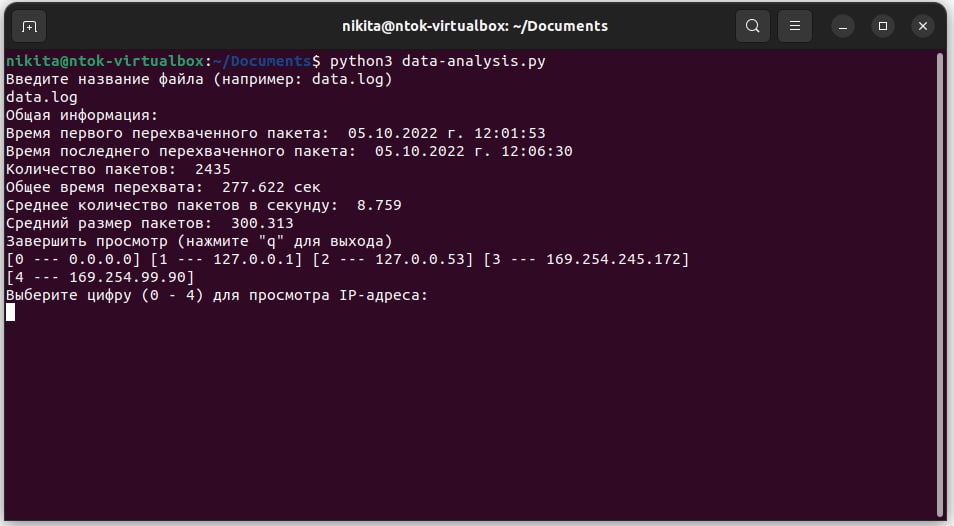 nikita@ntok-virtualbox: ~/Documents
nikita@ntok-virtualbox:~/Documents$ python3 data-analysis.py
Введите название файла (например: data.log)
data.log
Общая информация:
Время первого перехваченного пакета:  05.10.2022 г. 12:01:53
Время последнего перехваченного пакета:  05.10.2022 г. 12:06:30
Количество пакетов:  2435
Общее время перехвата:  277.622 сек
Среднее количество пакетов в секунду:  8.759
Средний размер пакетов:  300.313
Завершить просмотр (нажмите "q" для выхода)
[0 --- 0.0.0.0] [1 --- 127.0.0.1] [2 --- 127.0.0.53] [3 --- 169.254.245.172]
[4 --- 169.254.99.90]
Выберите цифру (0 - 4) для просмотра IP-адреса: